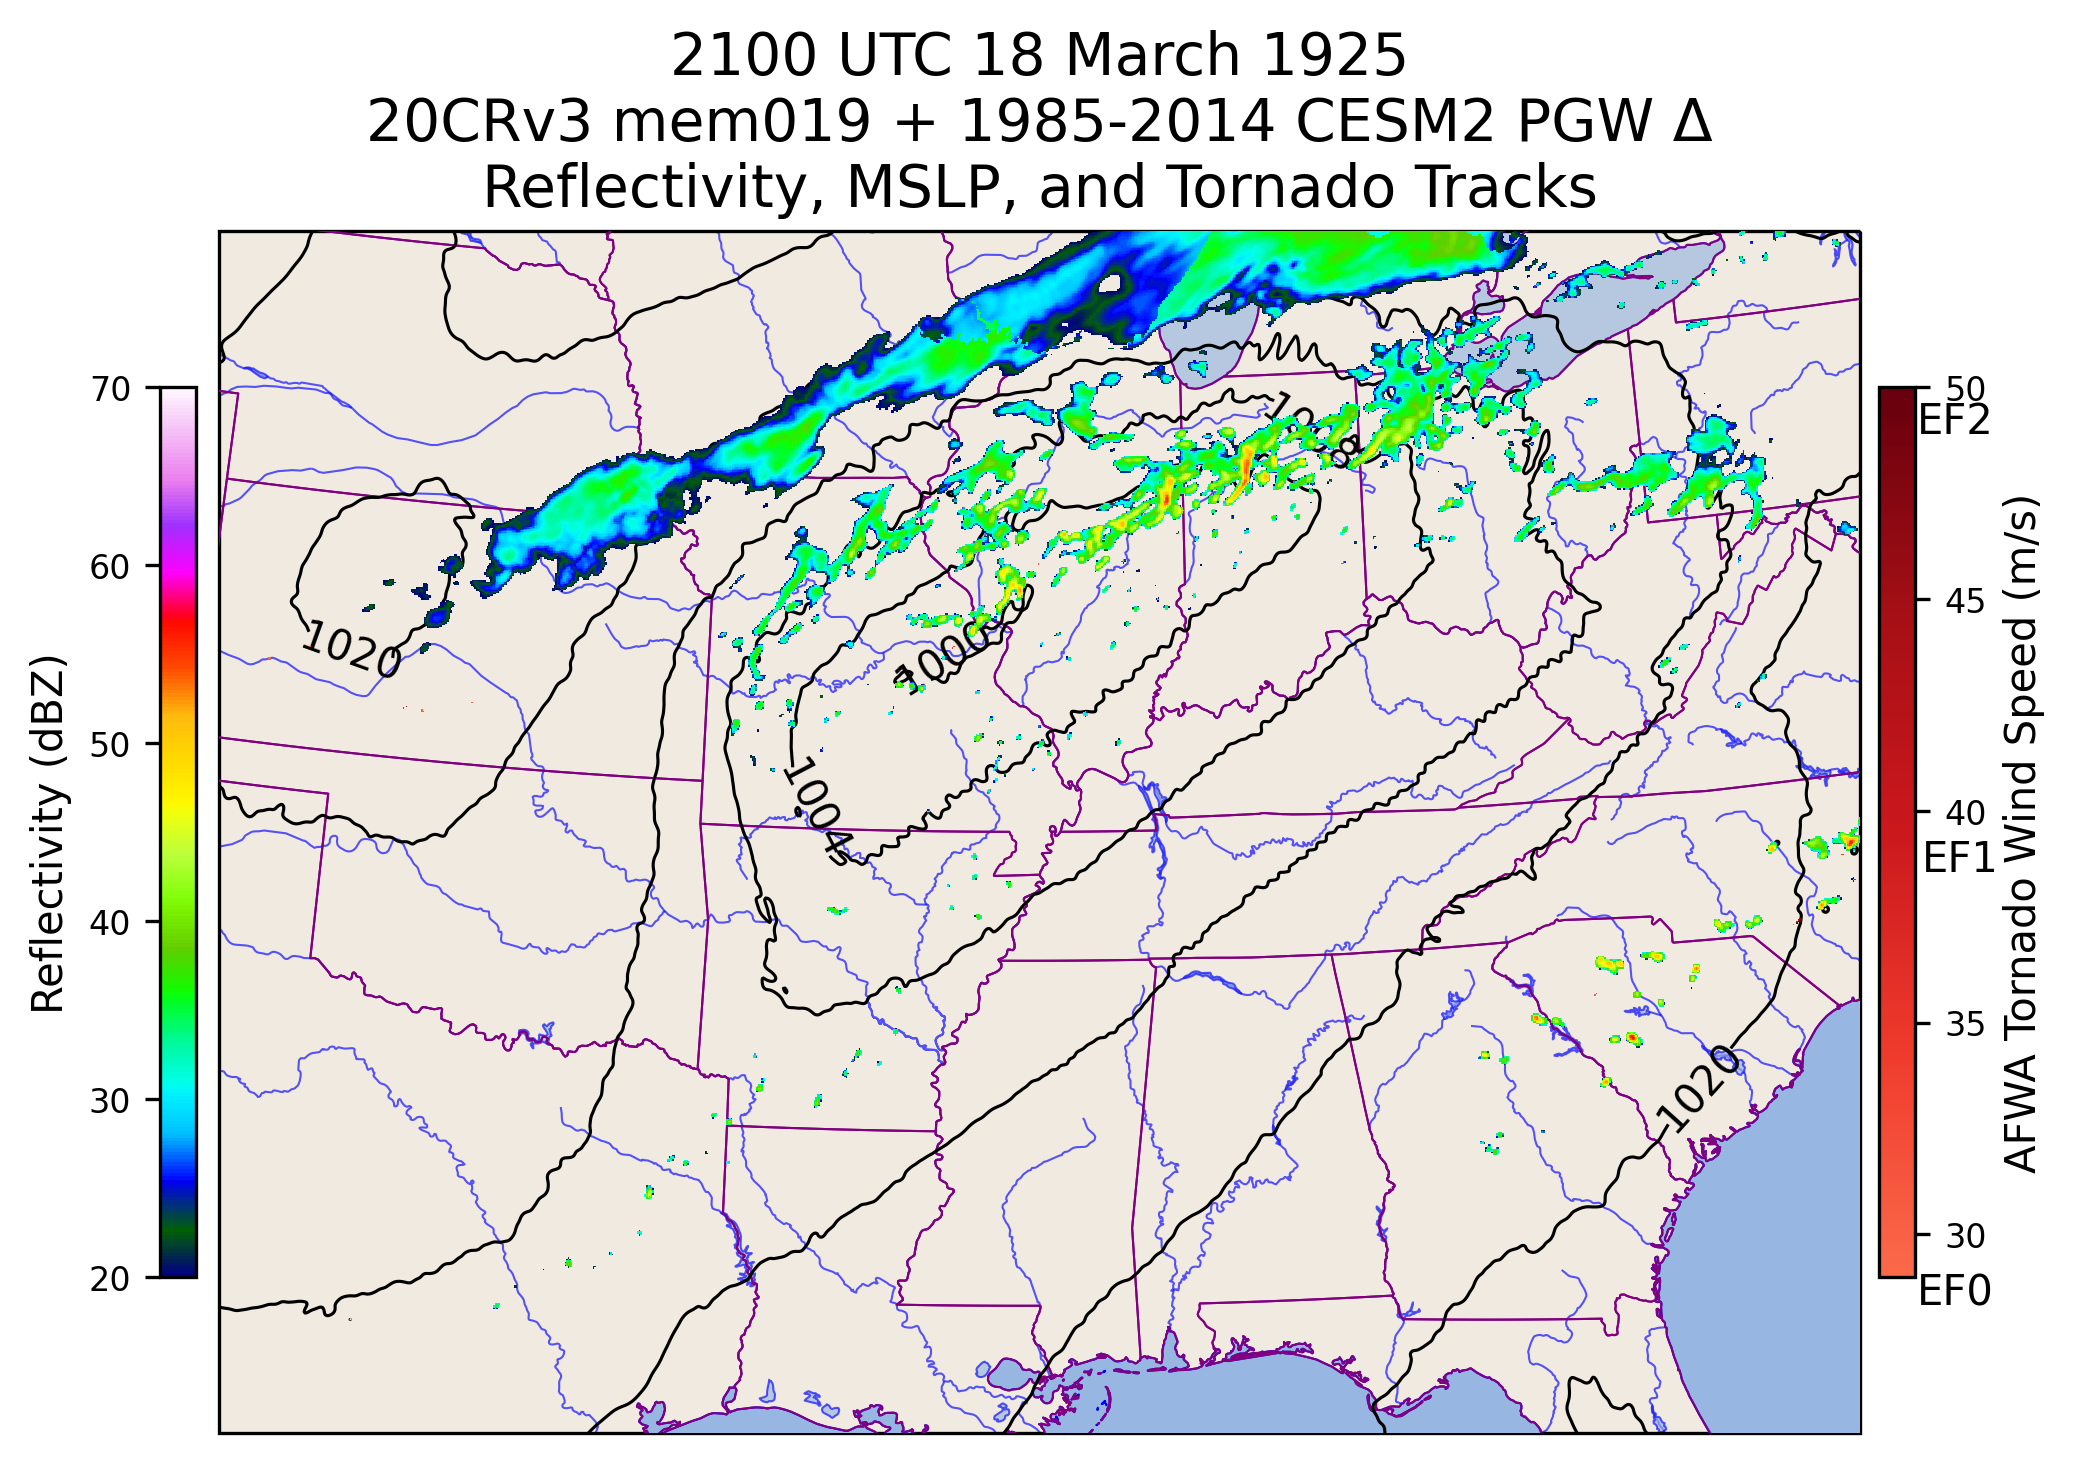 2100 UTC 18 March 1925
20CRv3 mem019 + 1985-2014 CESM2 PGW Δ
Reflectivity, MSLP, and Tornado Tracks
Reflectivity (dBZ)
70
60
50
40
30
20
1020
1004
1008
1020
50
EF2
45
40
EF1
35
30
EF0
AFWA Tornado Wind Speed (m/s)